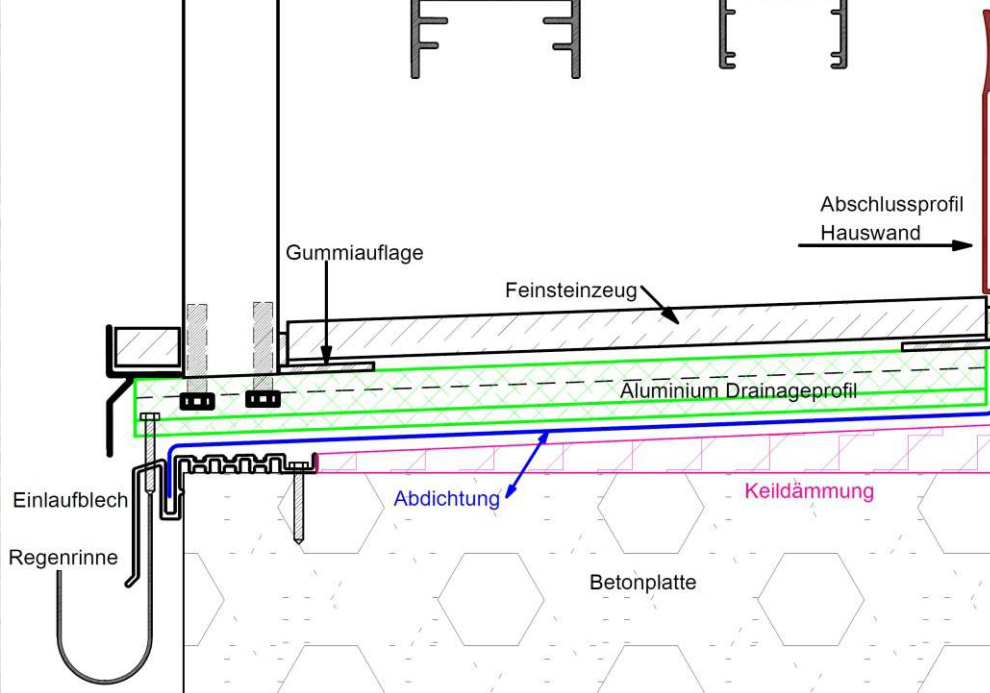 Abschlussprofil
Hauswand
Gummiauflage
Feinsteinzeug
Aluminium Drainageprofil
Einlaufblech
Abdichtung
Keildämmung
Regenrinne
Betonplatte